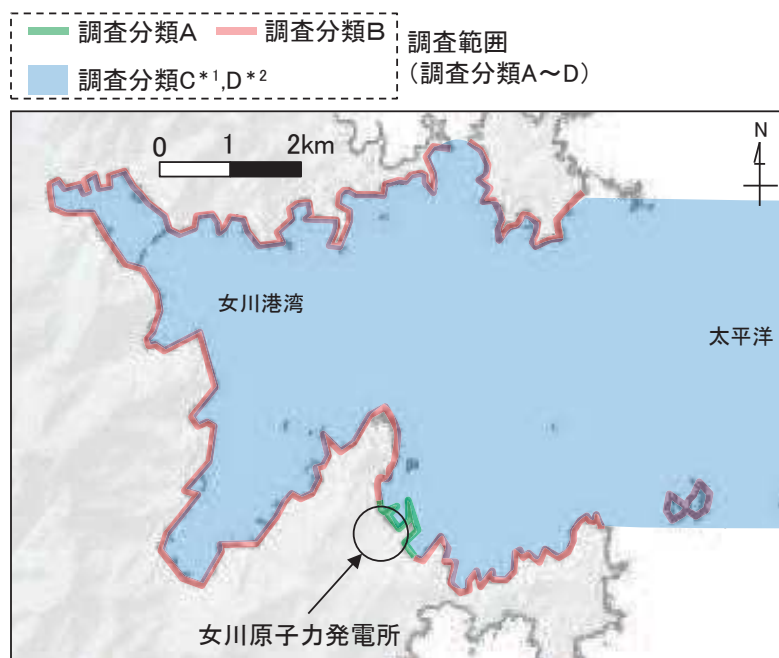 調査分類A 調査分類B
調査分類C*1,D*2
調査範囲
(調査分類A～D)
0 1 2km
N
女川港湾
太平洋
女川原子力発電所